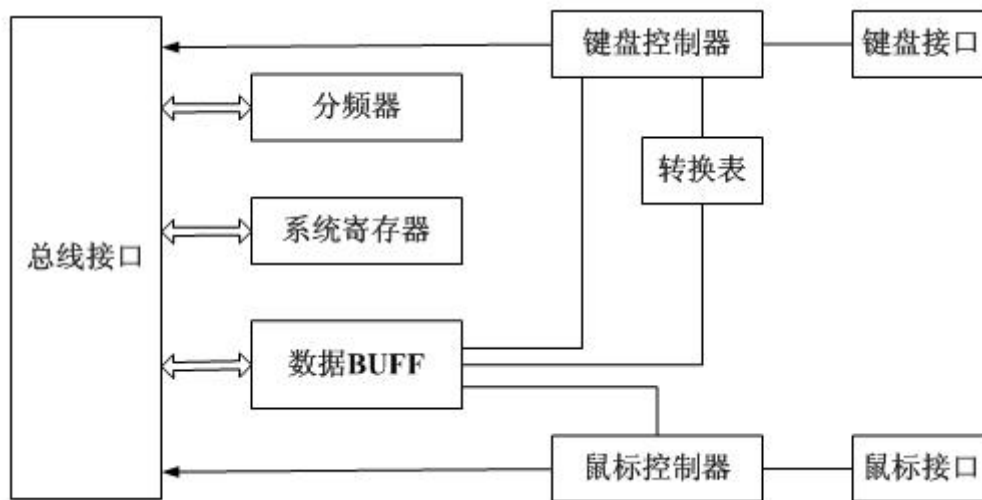 键盘控制器
键盘接口
分频器
转换表
系统寄存器
总线接口
数据BUFF
鼠标控制器
鼠标接口